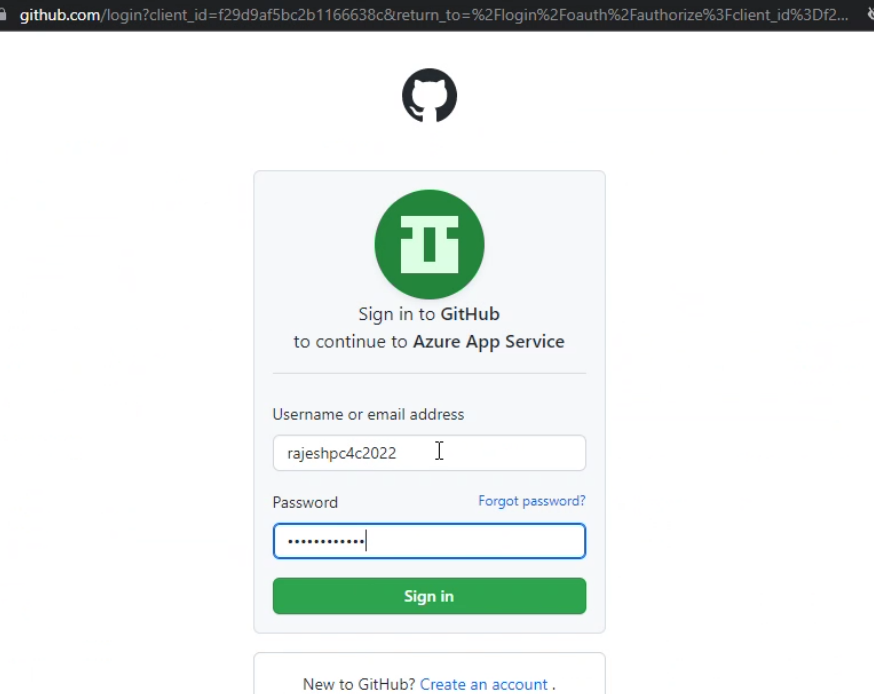 github.com/login?client_id=f29d9af5bc2b1166638c&return_to=%2Flogin%2Foauth%2Fauthorize%3Fclient_id%3Df2...
Sign in to GitHub
to continue to Azure App Service
Username or email address
rajeshpc4c2022
Password Forgot password?
••••••••••••
Sign in
New to GitHub? Create an account .